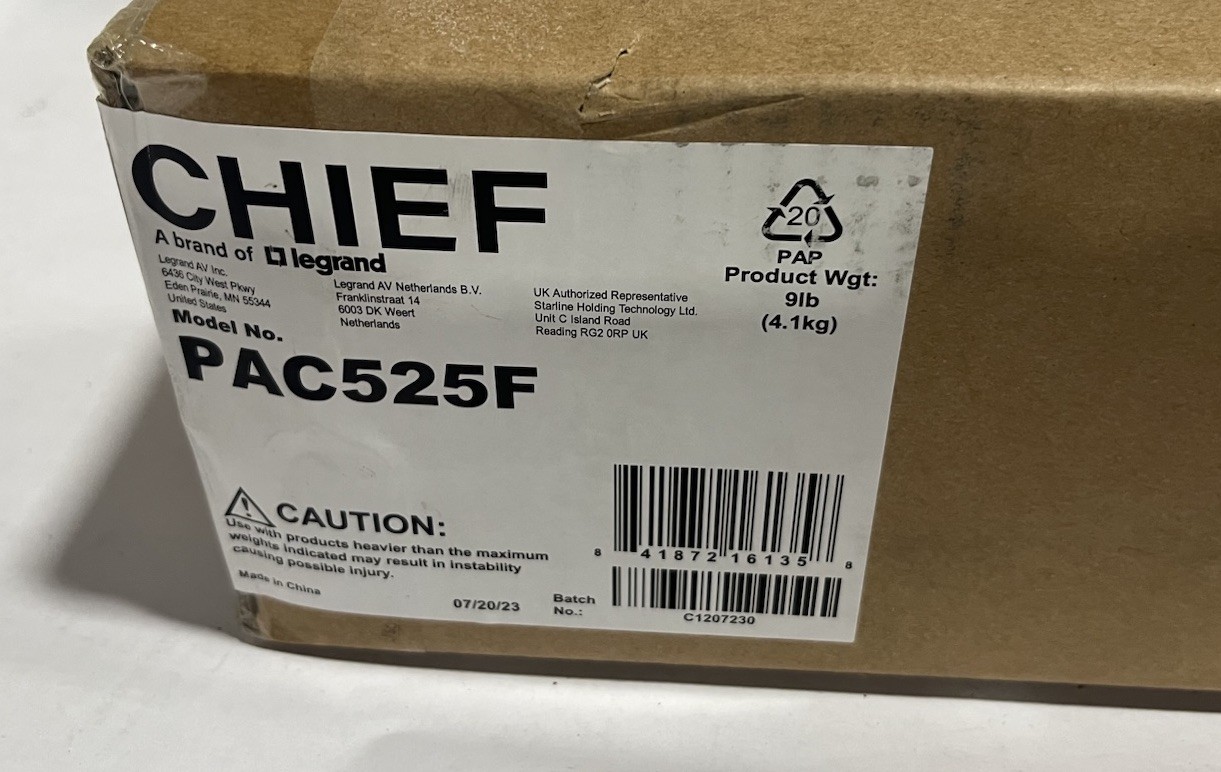 CHIEF
A brand of legrand
Legrand AV Inc.
6436 City West Pkwy
Eden Prairie, MN 55344
United States
Legrand AV Netherlands B.V.
Franklinstraat 14
6003 DK Weert
Netherlands
UK Authorized Representative
Starline Holding Technology Ltd.
Unit C Island Road
Reading RG2 0RP UK
20
PAP
Product Wgt:
9lb
(4.1kg)
Model No.
PAC525F
CAUTION:
Use with products heavier than the maximum
weights indicated may result in instability
causing possible injury.
Made in China
07/20/23
8 41872 16135 8
Batch
No.:
C1207230